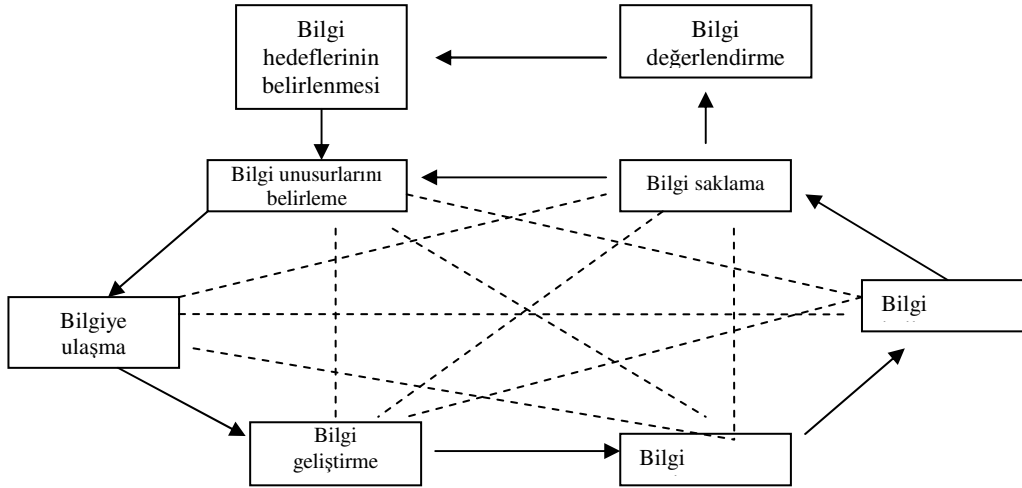 Bilgi
hedeflerinin
belirlenmesi
Bilgi
değerlendirme
Bilgi unusurlarını
belirleme
Bilgi saklama
Bilgiye
ulaşma
Bilgi
Bilgi
geliştirme
Bilgi